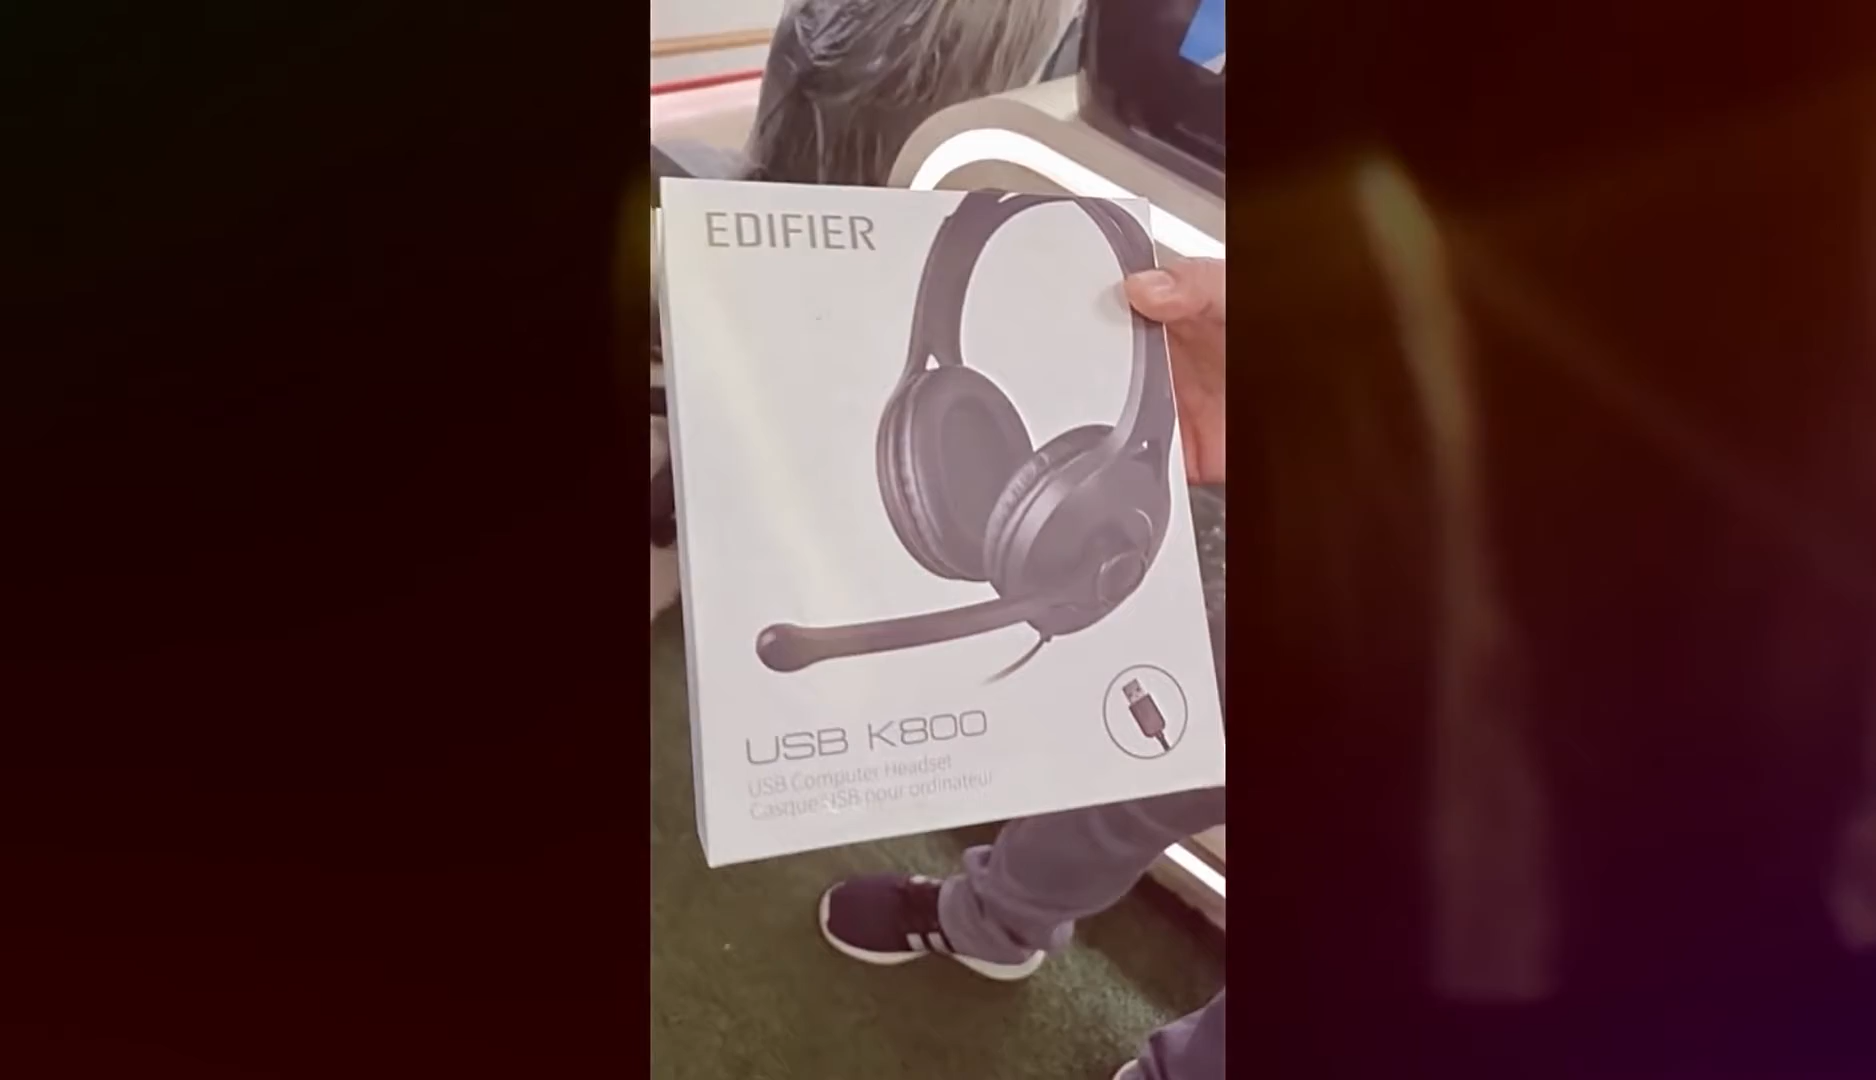 EDIFIER
USB K800
USB Computer Headset
Casque USB pour ordinateur